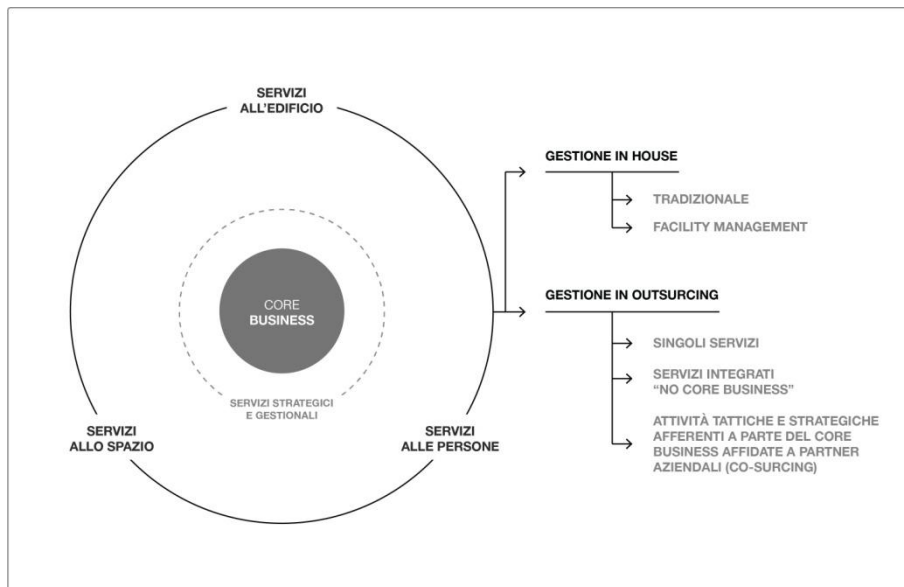 SERVIZI
ALL'EDIFICIO
CORE
BUSINESS
SERVIZI STRATEGICI
E GESTIONALI
SERVIZI
ALLO SPAZIO
SERVIZI
ALLE PERSONE
GESTIONE IN HOUSE
TRADIZIONALE
FACILITY MANAGEMENT
GESTIONE IN OUTSURCING
SINGOLI SERVIZI
SERVIZI INTEGRATI
“NO CORE BUSINESS”
ATTIVITÀ TATTICHE E STRATEGICHE
AFFERENTI A PARTE DEL CORE
BUSINESS AFFIDATE A PARTNER
AZIENDALI (CO-SURCING)